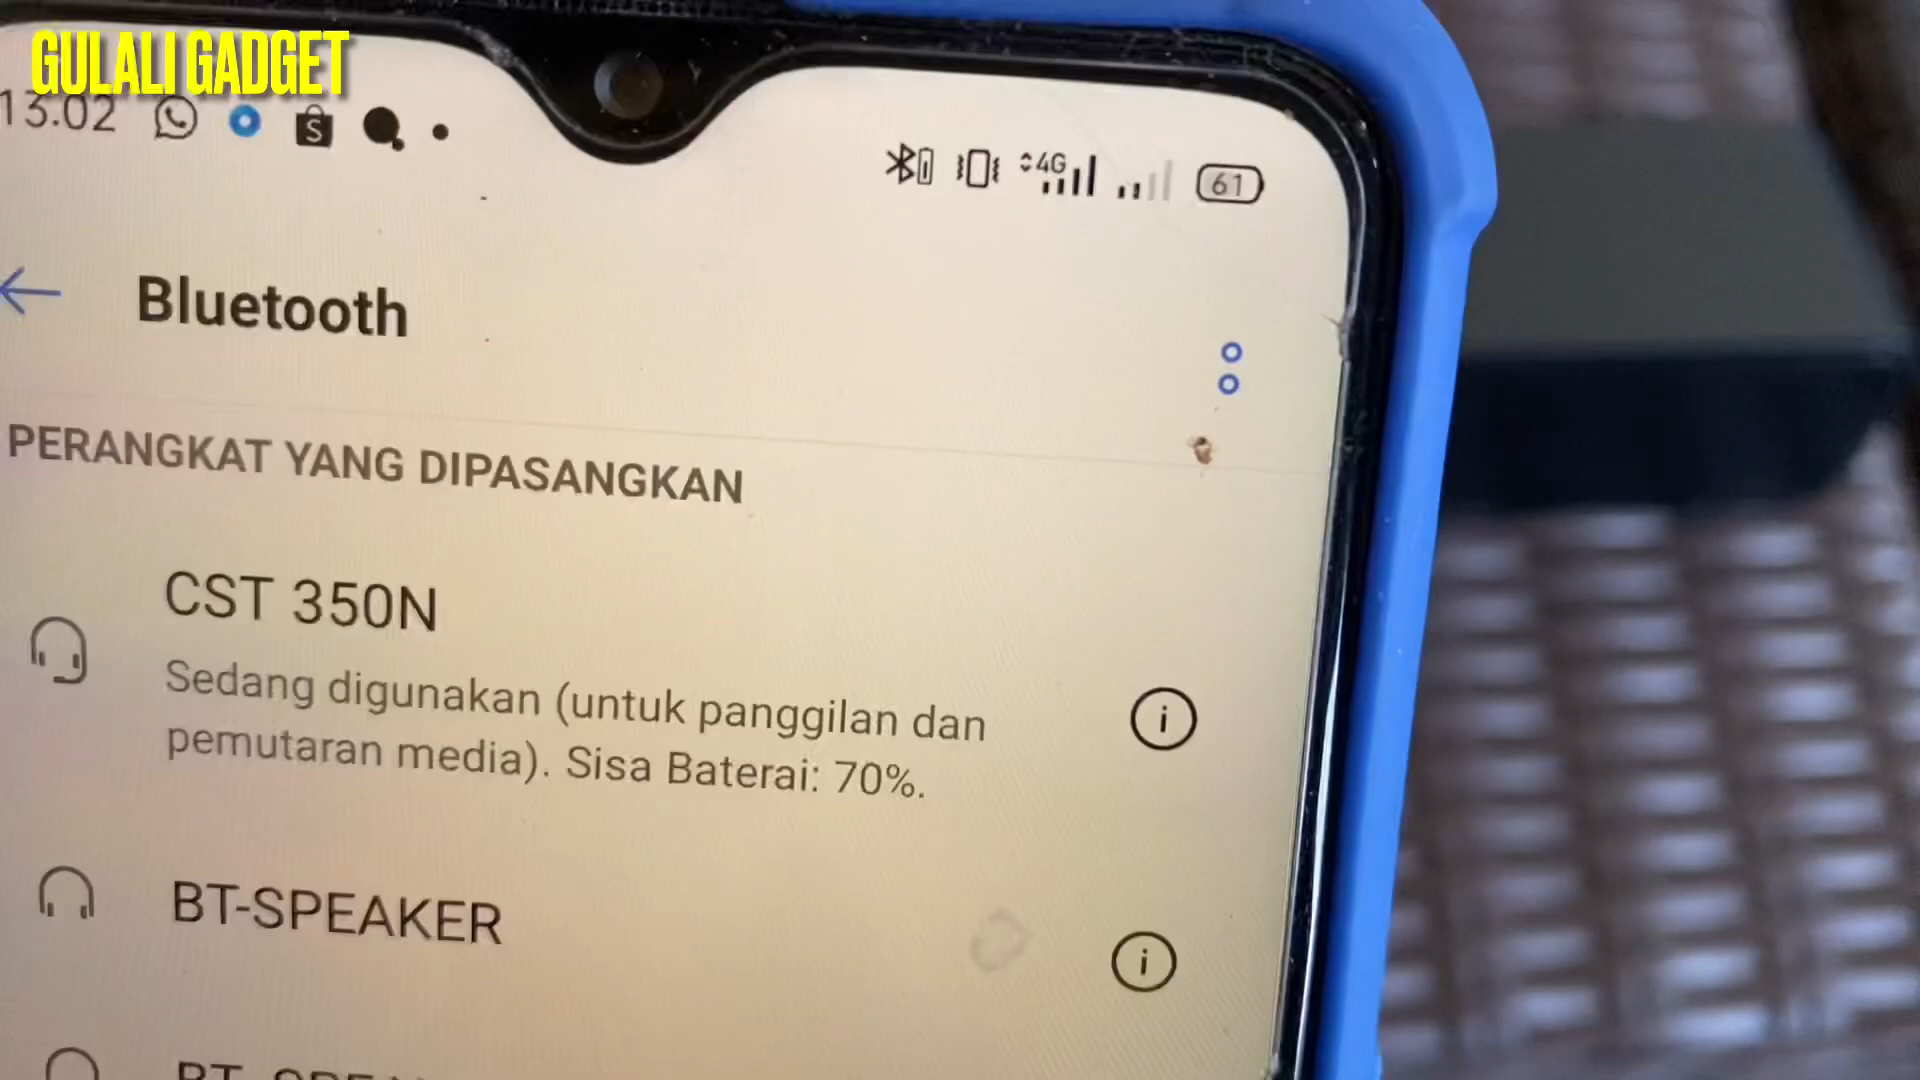 GULALI GADGET
13.02
4G
61
Bluetooth
PERANGKAT YANG DIPASANGKAN
CST 350N
Sedang digunakan (untuk panggilan dan
pemutaran media). Sisa Baterai: 70%.
BT-SPEAKER